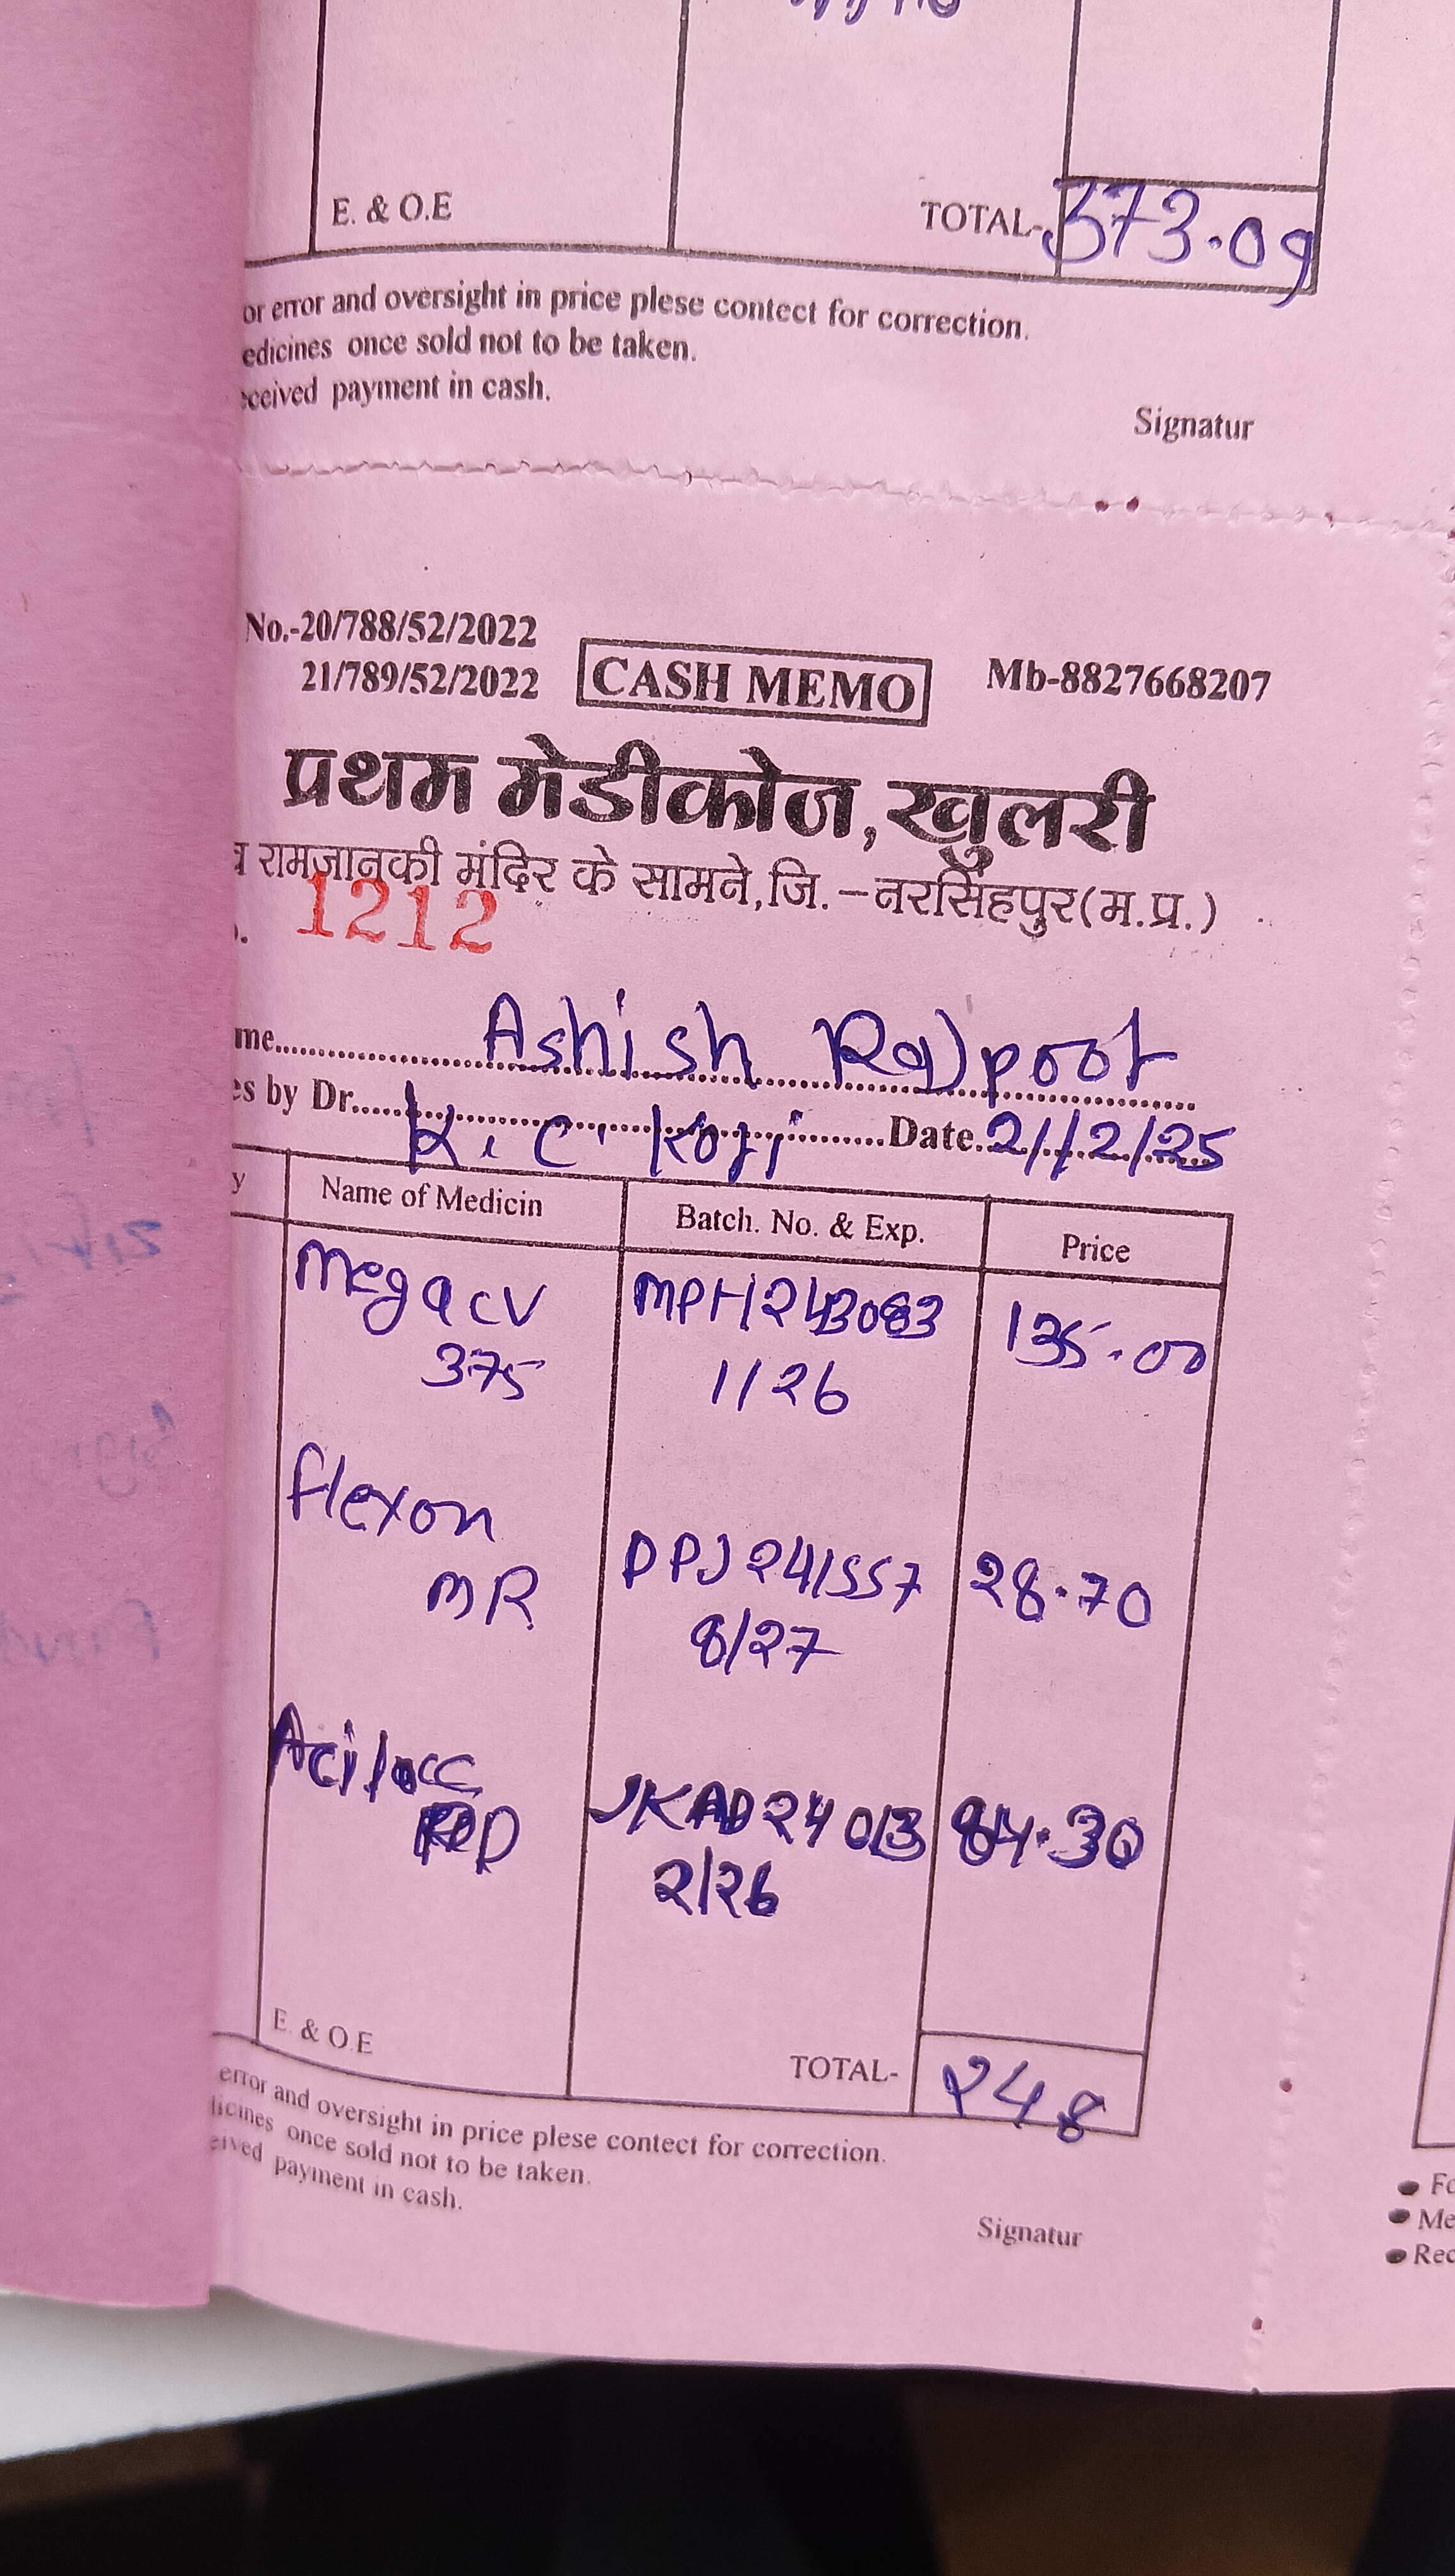 E. & O.E
TOTAL- 373.09
or error and oversight in price plese contect for correction.
edicines once sold not to be taken.
eceived payment in cash.
Signatur
No.-20/788/52/2022
21/789/52/2022
CASH MEMO
Mb-8827668207
प्रथम मेडीकोज,खुलरी
रामजानकी मंदिर के सामने,जि.-नरसिंहपुर(म.प्र.)
1212
me Ashish Rajpoot
es by Dr. K. C. Kori Date. 2/12/25
y Name of Medicin Batch. No. & Exp. Price
Megacv MPH243083 135.00
375 1/26
flexon
MR DPJ241557 28.70
8/27
Aciloc
RD JKAD24013 84.30
2/26
E. & O.E
TOTAL- 248
error and oversight in price plese contect for correction.
dicines once sold not to be taken.
eived payment in cash.
Signatur
Fo
Me
Rec